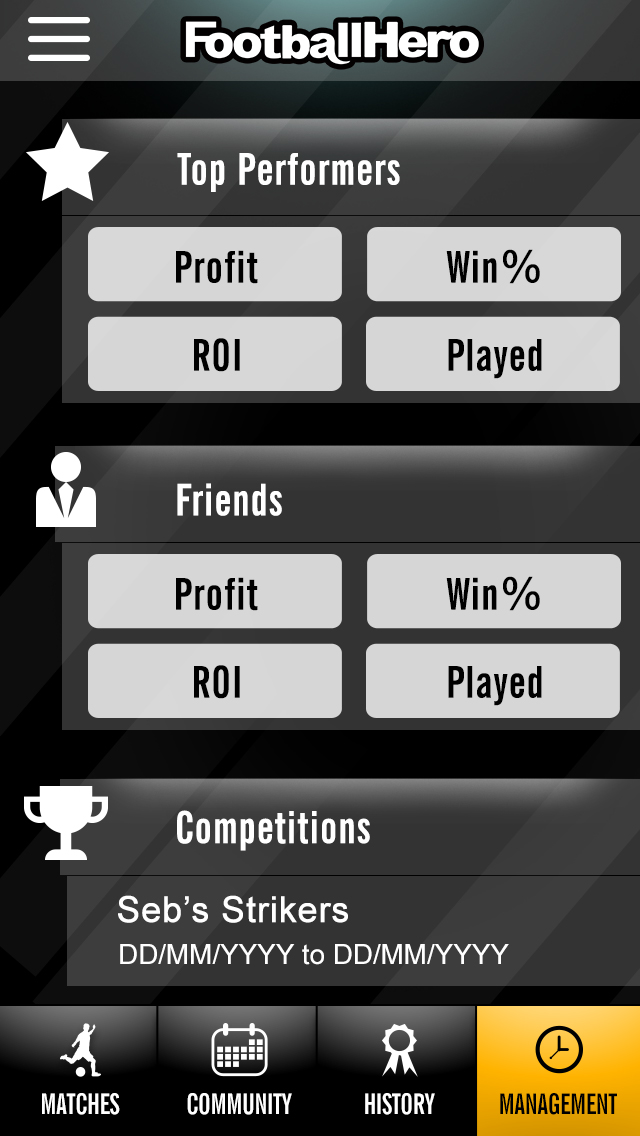 FootballHero
Top Performers
Profit
Win%
ROI
Played
Friends
Profit
Win%
ROI
Played
Competitions
Seb’s Strikers
DD/MM/YYYY to DD/MM/YYYY
MATCHES
COMMUNITY
HISTORY
MANAGEMENT